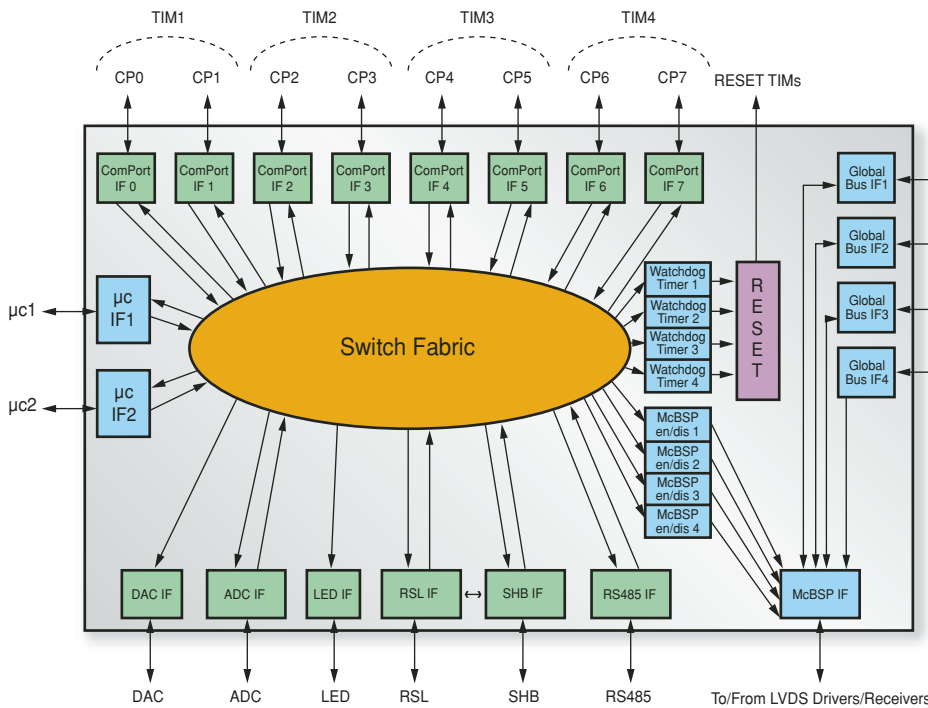 TIM1
TIM2
TIM3
TIM4
CP0
CP1
CP2
CP3
CP4
CP5
CP6
CP7
RESET TIMs
ComPort
IF 0
ComPort
IF 1
ComPort
IF 2
ComPort
IF 3
ComPort
IF 4
ComPort
IF 5
ComPort
IF 6
ComPort
IF 7
Global
Bus IF1
Global
Bus IF2
Global
Bus IF3
Global
Bus IF4
µc1
µc
IF1
µc2
µc
IF2
Switch Fabric
Watchdog
Timer 1
Watchdog
Timer 2
Watchdog
Timer 3
Watchdog
Timer 4
RESET
McBSP
en/dis 1
McBSP
en/dis 2
McBSP
en/dis 3
McBSP
en/dis 4
DAC IF
ADC IF
LED IF
RSL IF
SHB IF
RS485 IF
McBSP IF
DAC
ADC
LED
RSL
SHB
RS485
To/From LVDS Drivers/Receivers